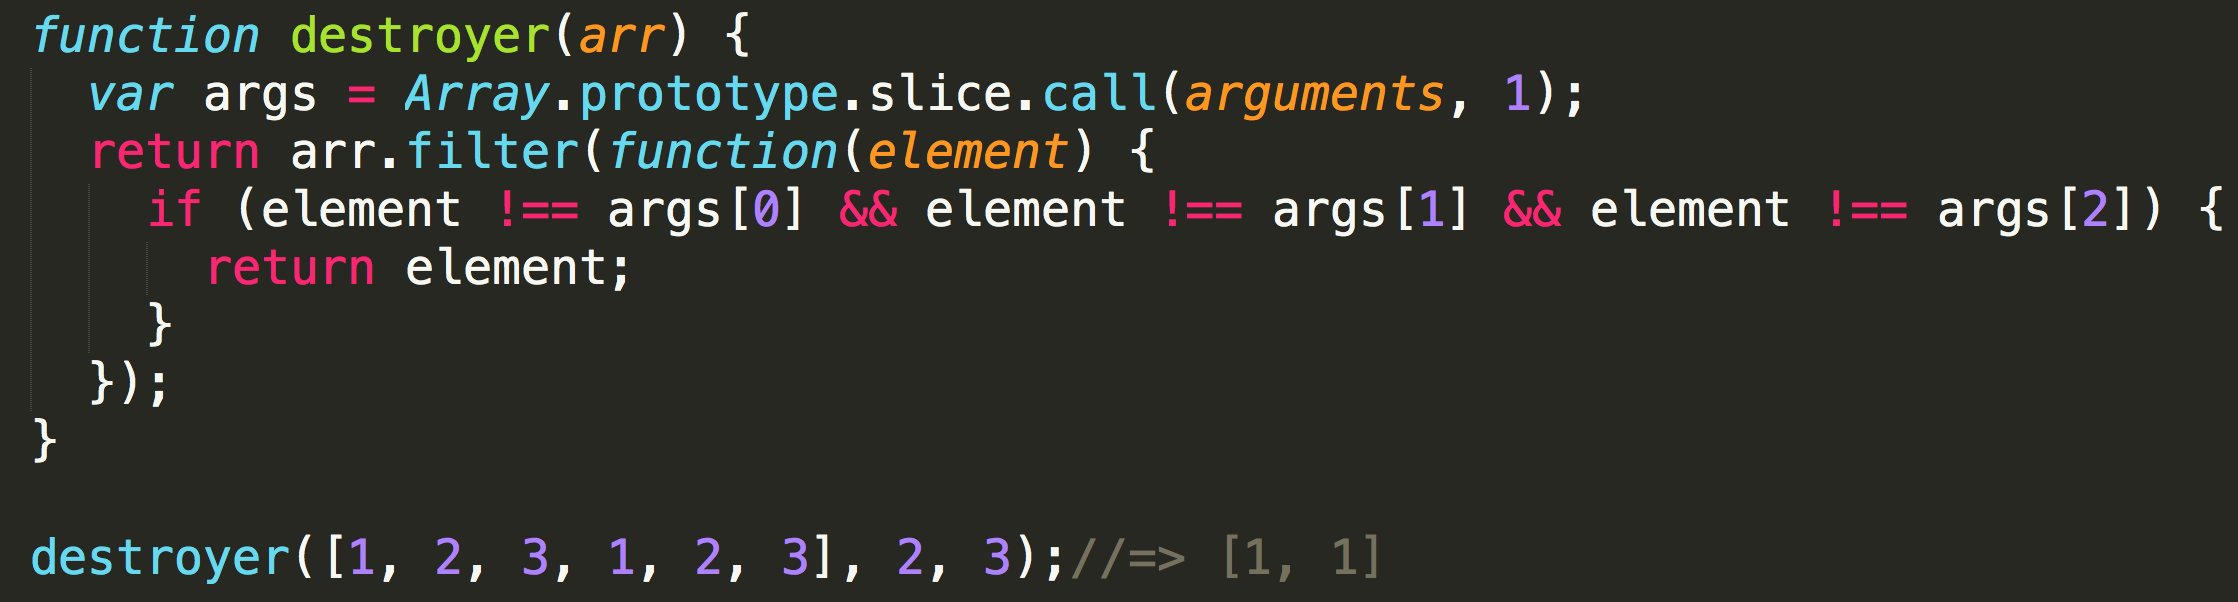 function destroyer(arr) {
  var args = Array.prototype.slice.call(arguments, 1);
  return arr.filter(function(element) {
    if (element !== args[0] && element !== args[1] && element !== args[2]) {
      return element;
    }
  });
}

destroyer([1, 2, 3, 1, 2, 3], 2, 3);//=> [1, 1]